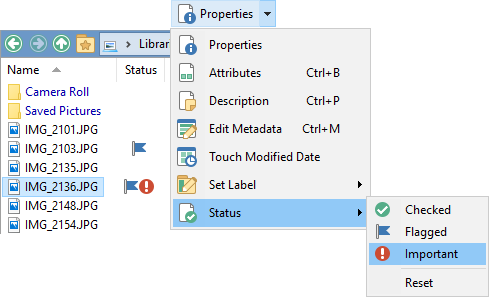 Properties
Librar
Name Status
Camera Roll
Saved Pictures
IMG_2101.JPG
IMG_2103.JPG
IMG_2135.JPG
IMG_2136.JPG
IMG_2148.JPG
IMG_2154.JPG
Properties
Attributes Ctrl+B
Description Ctrl+P
Edit Metadata Ctrl+M
Touch Modified Date
Set Label
Status
Checked
Flagged
Important
Reset